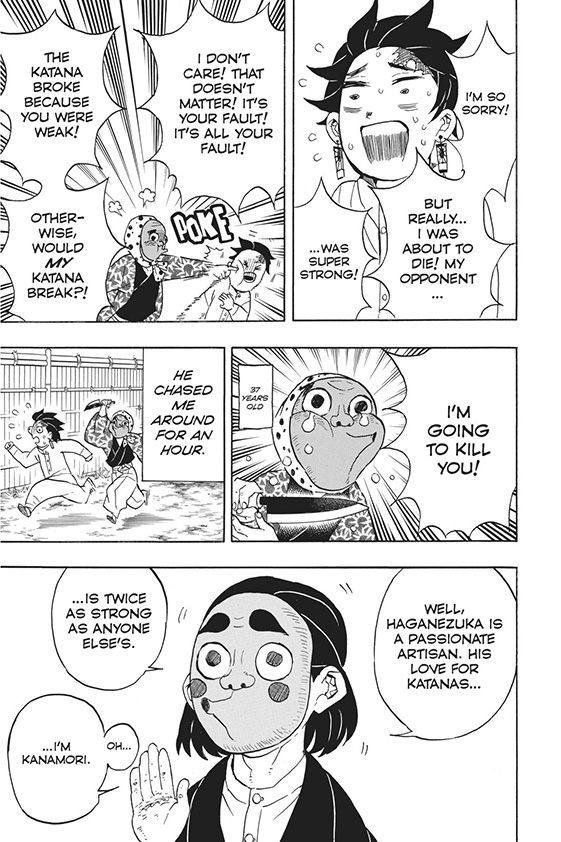 I'M SO
SORRY!
BUT
REALLY...
I WAS
ABOUT TO
DIE! MY
OPPONENT
...
...WAS
SUPER
STRONG!
I DON'T
CARE! THAT
DOESN'T
MATTER! IT'S
YOUR FAULT!
IT'S ALL YOUR
FAULT!
THE
KATANA
BROKE
BECAUSE
YOU WERE
WEAK!
POKE
OTHER-
WISE,
WOULD
MY
KATANA
BREAK?!
I'M
GOING
TO KILL
YOU!
37
YEARS
OLD
HE
CHASED
ME
AROUND
FOR AN
HOUR.
WELL,
HAGANEZUKA IS
A PASSIONATE
ARTISAN. HIS
LOVE FOR
KATANAS...
...IS TWICE
AS STRONG
AS ANYONE
ELSE'S.
OH...
...I'M
KANAMORI.